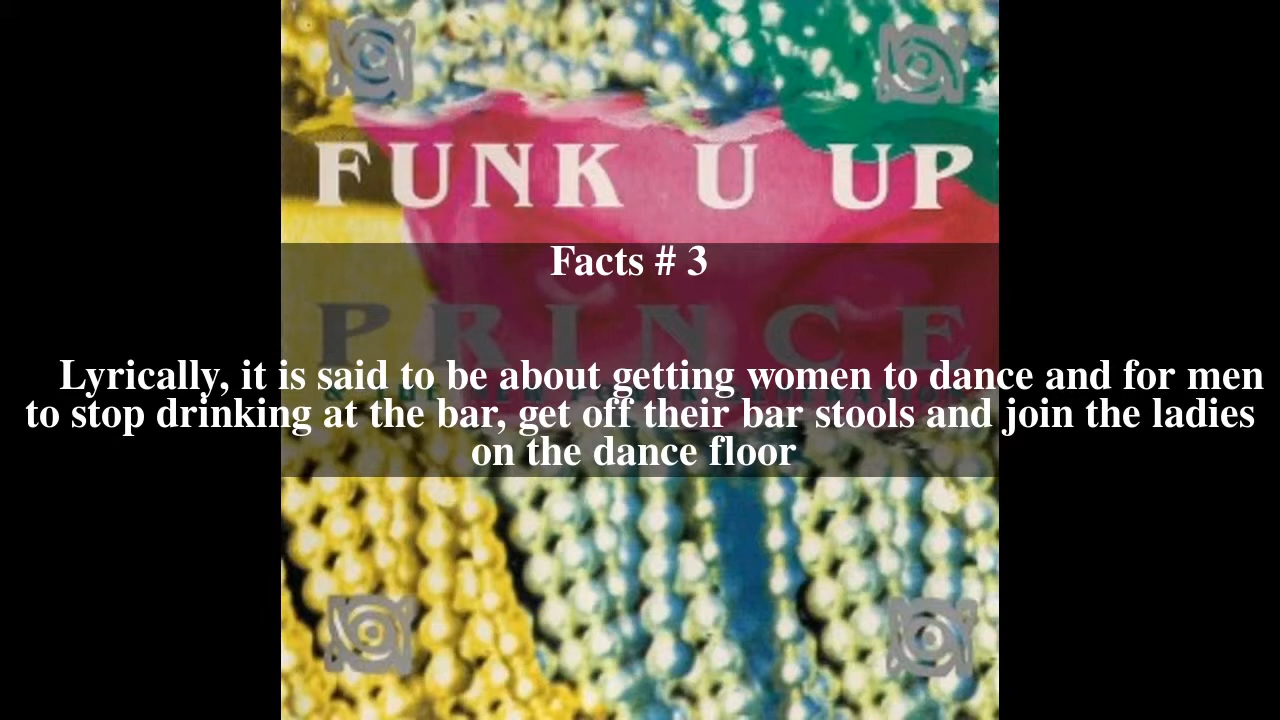 FUNK U UP
Facts # 3
PRINCE
Lyrically, it is said to be about getting women to dance and for men
to stop drinking at the bar, get off their bar stools and join the ladies
on the dance floor